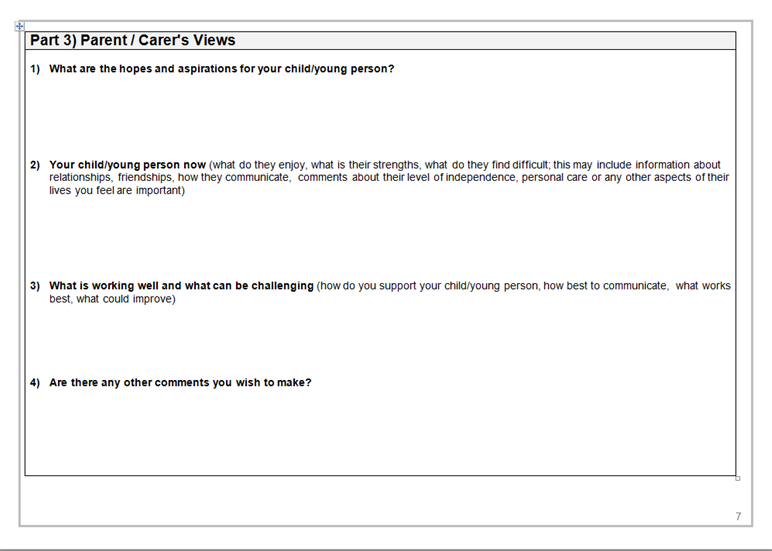 Part 3) Parent / Carer's Views
1) What are the hopes and aspirations for your child/young person?
2) Your child/young person now (what do they enjoy, what is their strengths, what do they find difficult; this may include information about
relationships, friendships, how they communicate, comments about their level of independence, personal care or any other aspects of their
lives you feel are important)
3) What is working well and what can be challenging (how do you support your child/young person, how best to communicate, what works
best, what could improve)
4) Are there any other comments you wish to make?
7